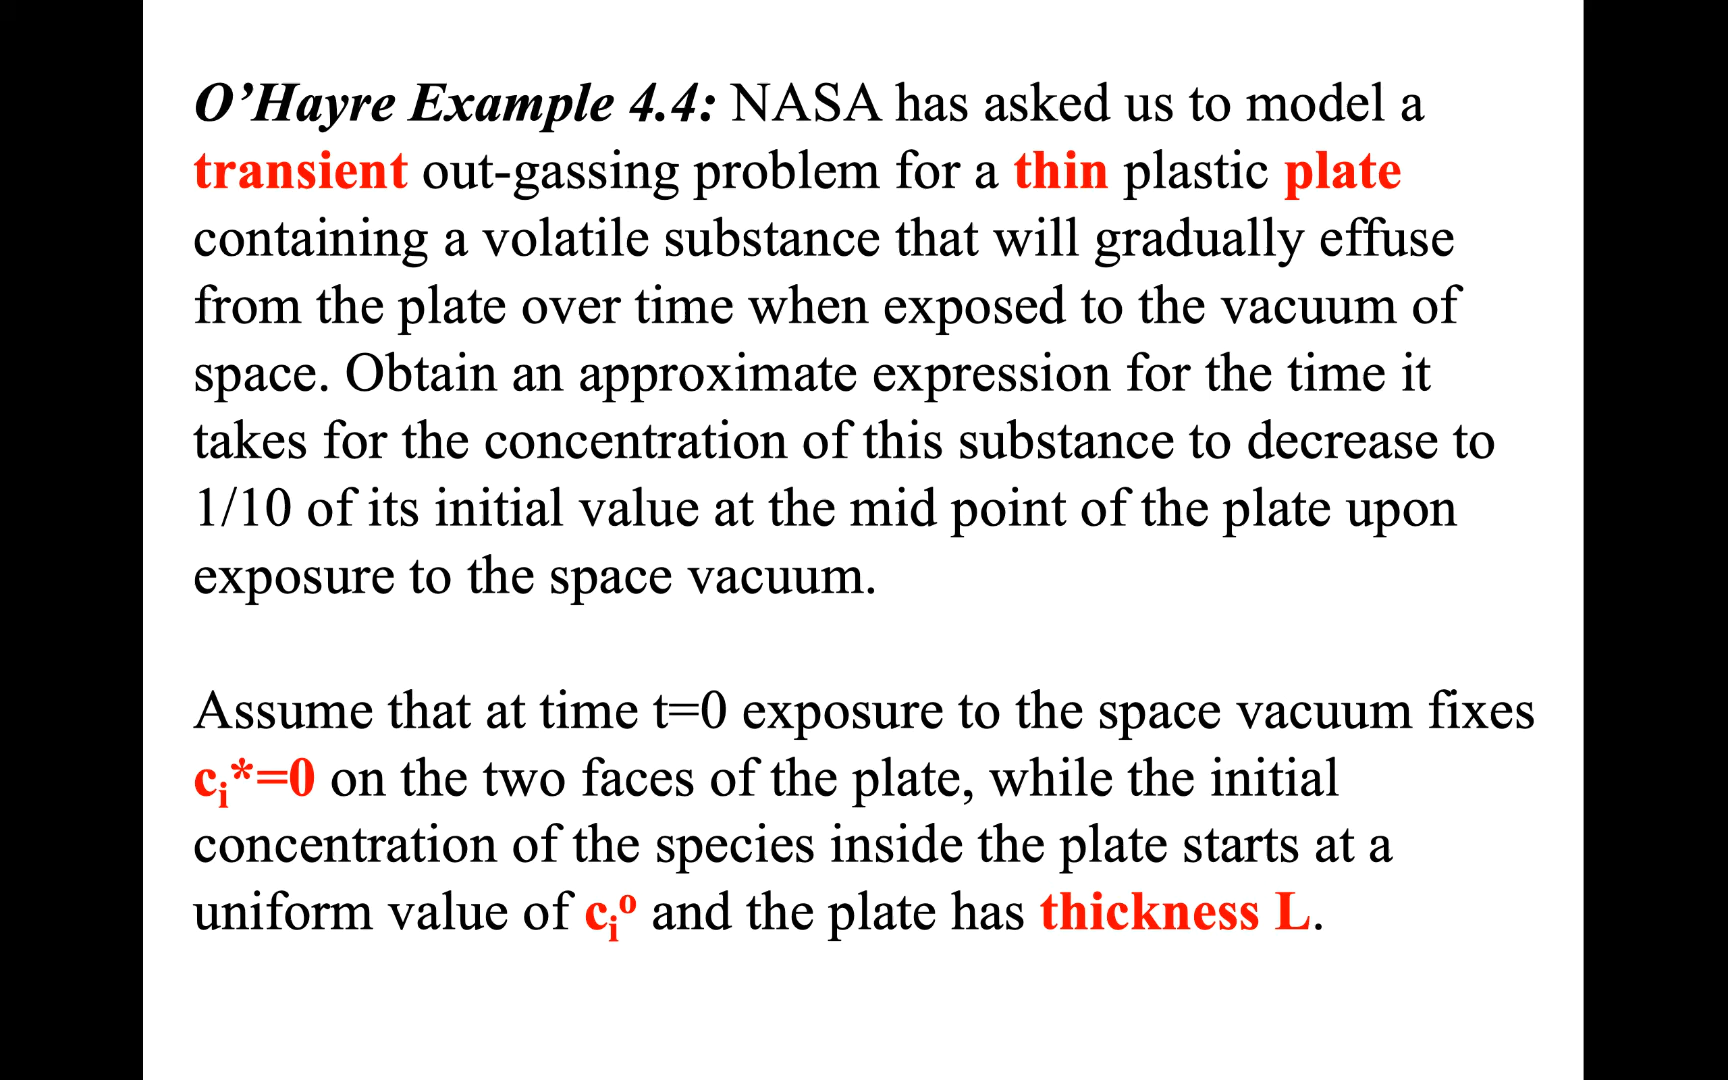 O’Hayre Example 4.4: NASA has asked us to model a
transient out-gassing problem for a thin plastic plate
containing a volatile substance that will gradually effuse
from the plate over time when exposed to the vacuum of
space. Obtain an approximate expression for the time it
takes for the concentration of this substance to decrease to
1/10 of its initial value at the mid point of the plate upon
exposure to the space vacuum.
Assume that at time t=0 exposure to the space vacuum fixes
cᵢ*=0 on the two faces of the plate, while the initial
concentration of the species inside the plate starts at a
uniform value of cᵢᵒ and the plate has thickness L.